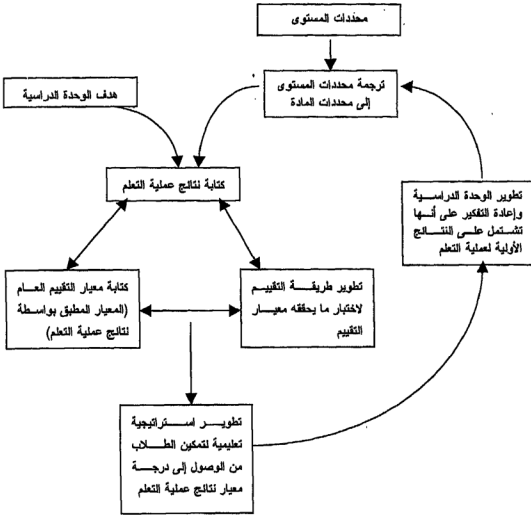 محددات المستوى
ترجمة محددات المستوى
إلى محددات المادة
هدف الوحدة الدراسية
كتابة نتائج عملية التعلم
تطوير الوحدة الدراسية
وإعادة التفكير على أنها
تشتمل على النتائج
الأولية لعملية التعلم
كتابة معيار التقييم العام
(المعيار المطبق بواسطة
نتائج عملية التعلم)
تطوير طريقة التقييم
لاختبار ما يحققه معيار
التقييم
تطوير استراتيجية
تعليمية لتمكين الطلاب
من الوصول إلى درجة
معيار نتائج عملية التعلم